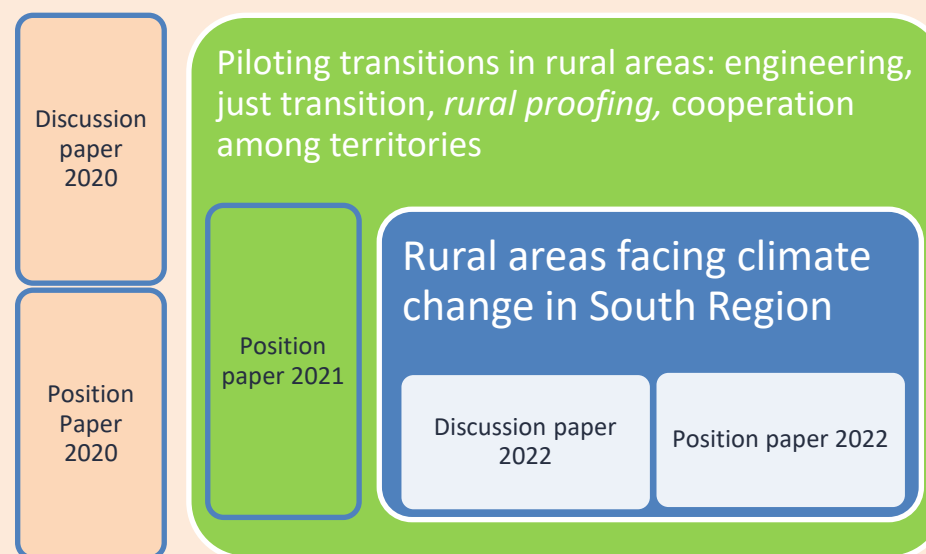 Discussion
paper
2020
Position
Paper
2020
Piloting transitions in rural areas: engineering,
just transition, rural proofing, cooperation
among territories
Position
paper 2021
Rural areas facing climate
change in South Region
Discussion paper
2022
Position paper 2022